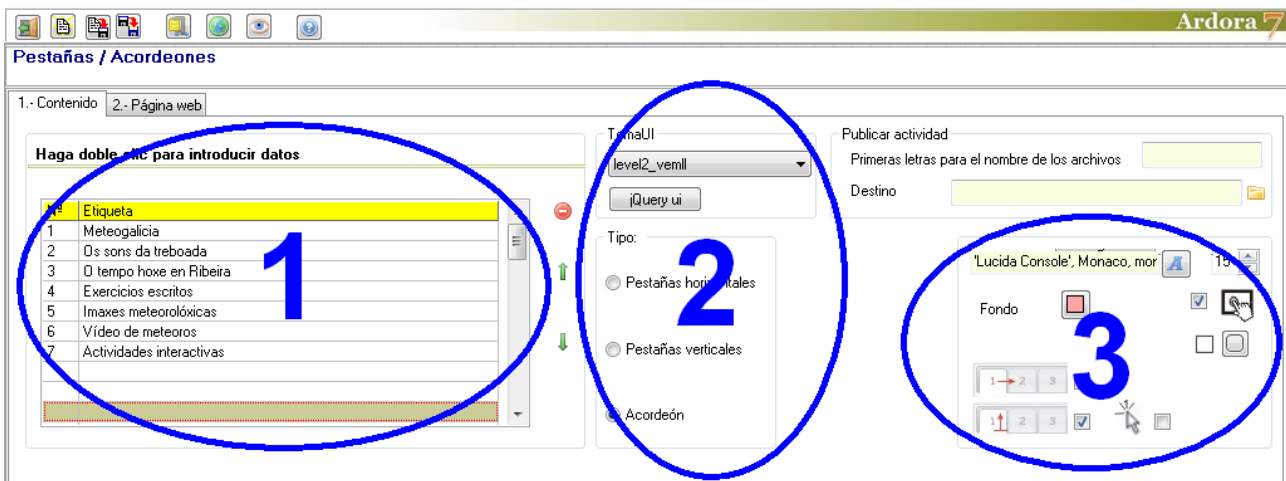 Ardora 7
Pestañas / Acordeones
1.- Contenido 2.- Página web
Haga doble clic para introducir datos
Nº Etiqueta
1 Meteogalicia
2 Os sons da treboada
3 O tempo hoxe en Ribeira
4 Exercicios escritos
5 Imaxes meteorolóxicas
6 Vídeo de meteoros
7 Actividades interactivas
1
TemaUI
level2_vemll
jQuery ui
Tipo:
Pestañas horizontales
Pestañas verticales
Acordeón
2
Publicar actividad
Primeras letras para el nombre de los archivos
Destino
'Lucida Console', Monaco, mor A 15
Fondo
1 2 3
1 2 3
3